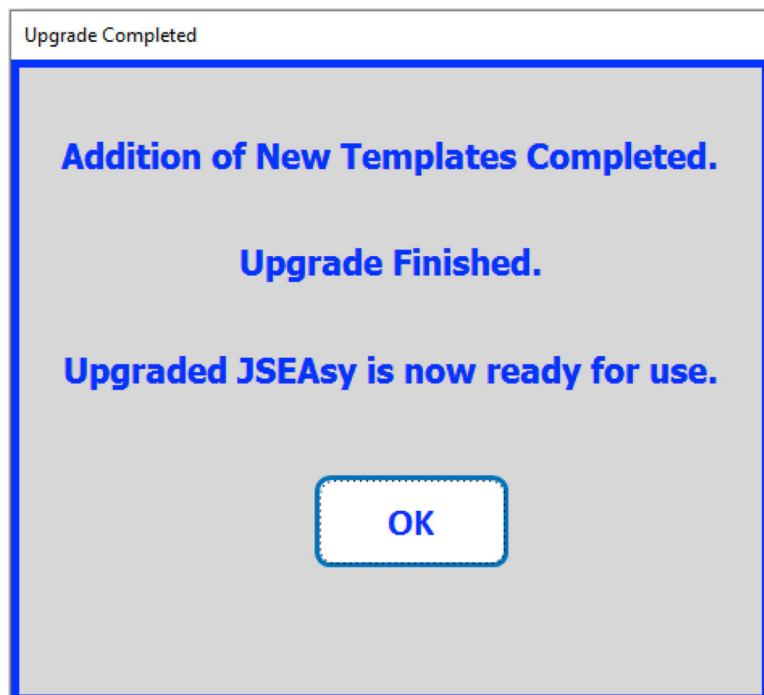 Upgrade Completed
Addition of New Templates Completed.
Upgrade Finished.
Upgraded JSEAsy is now ready for use.
OK